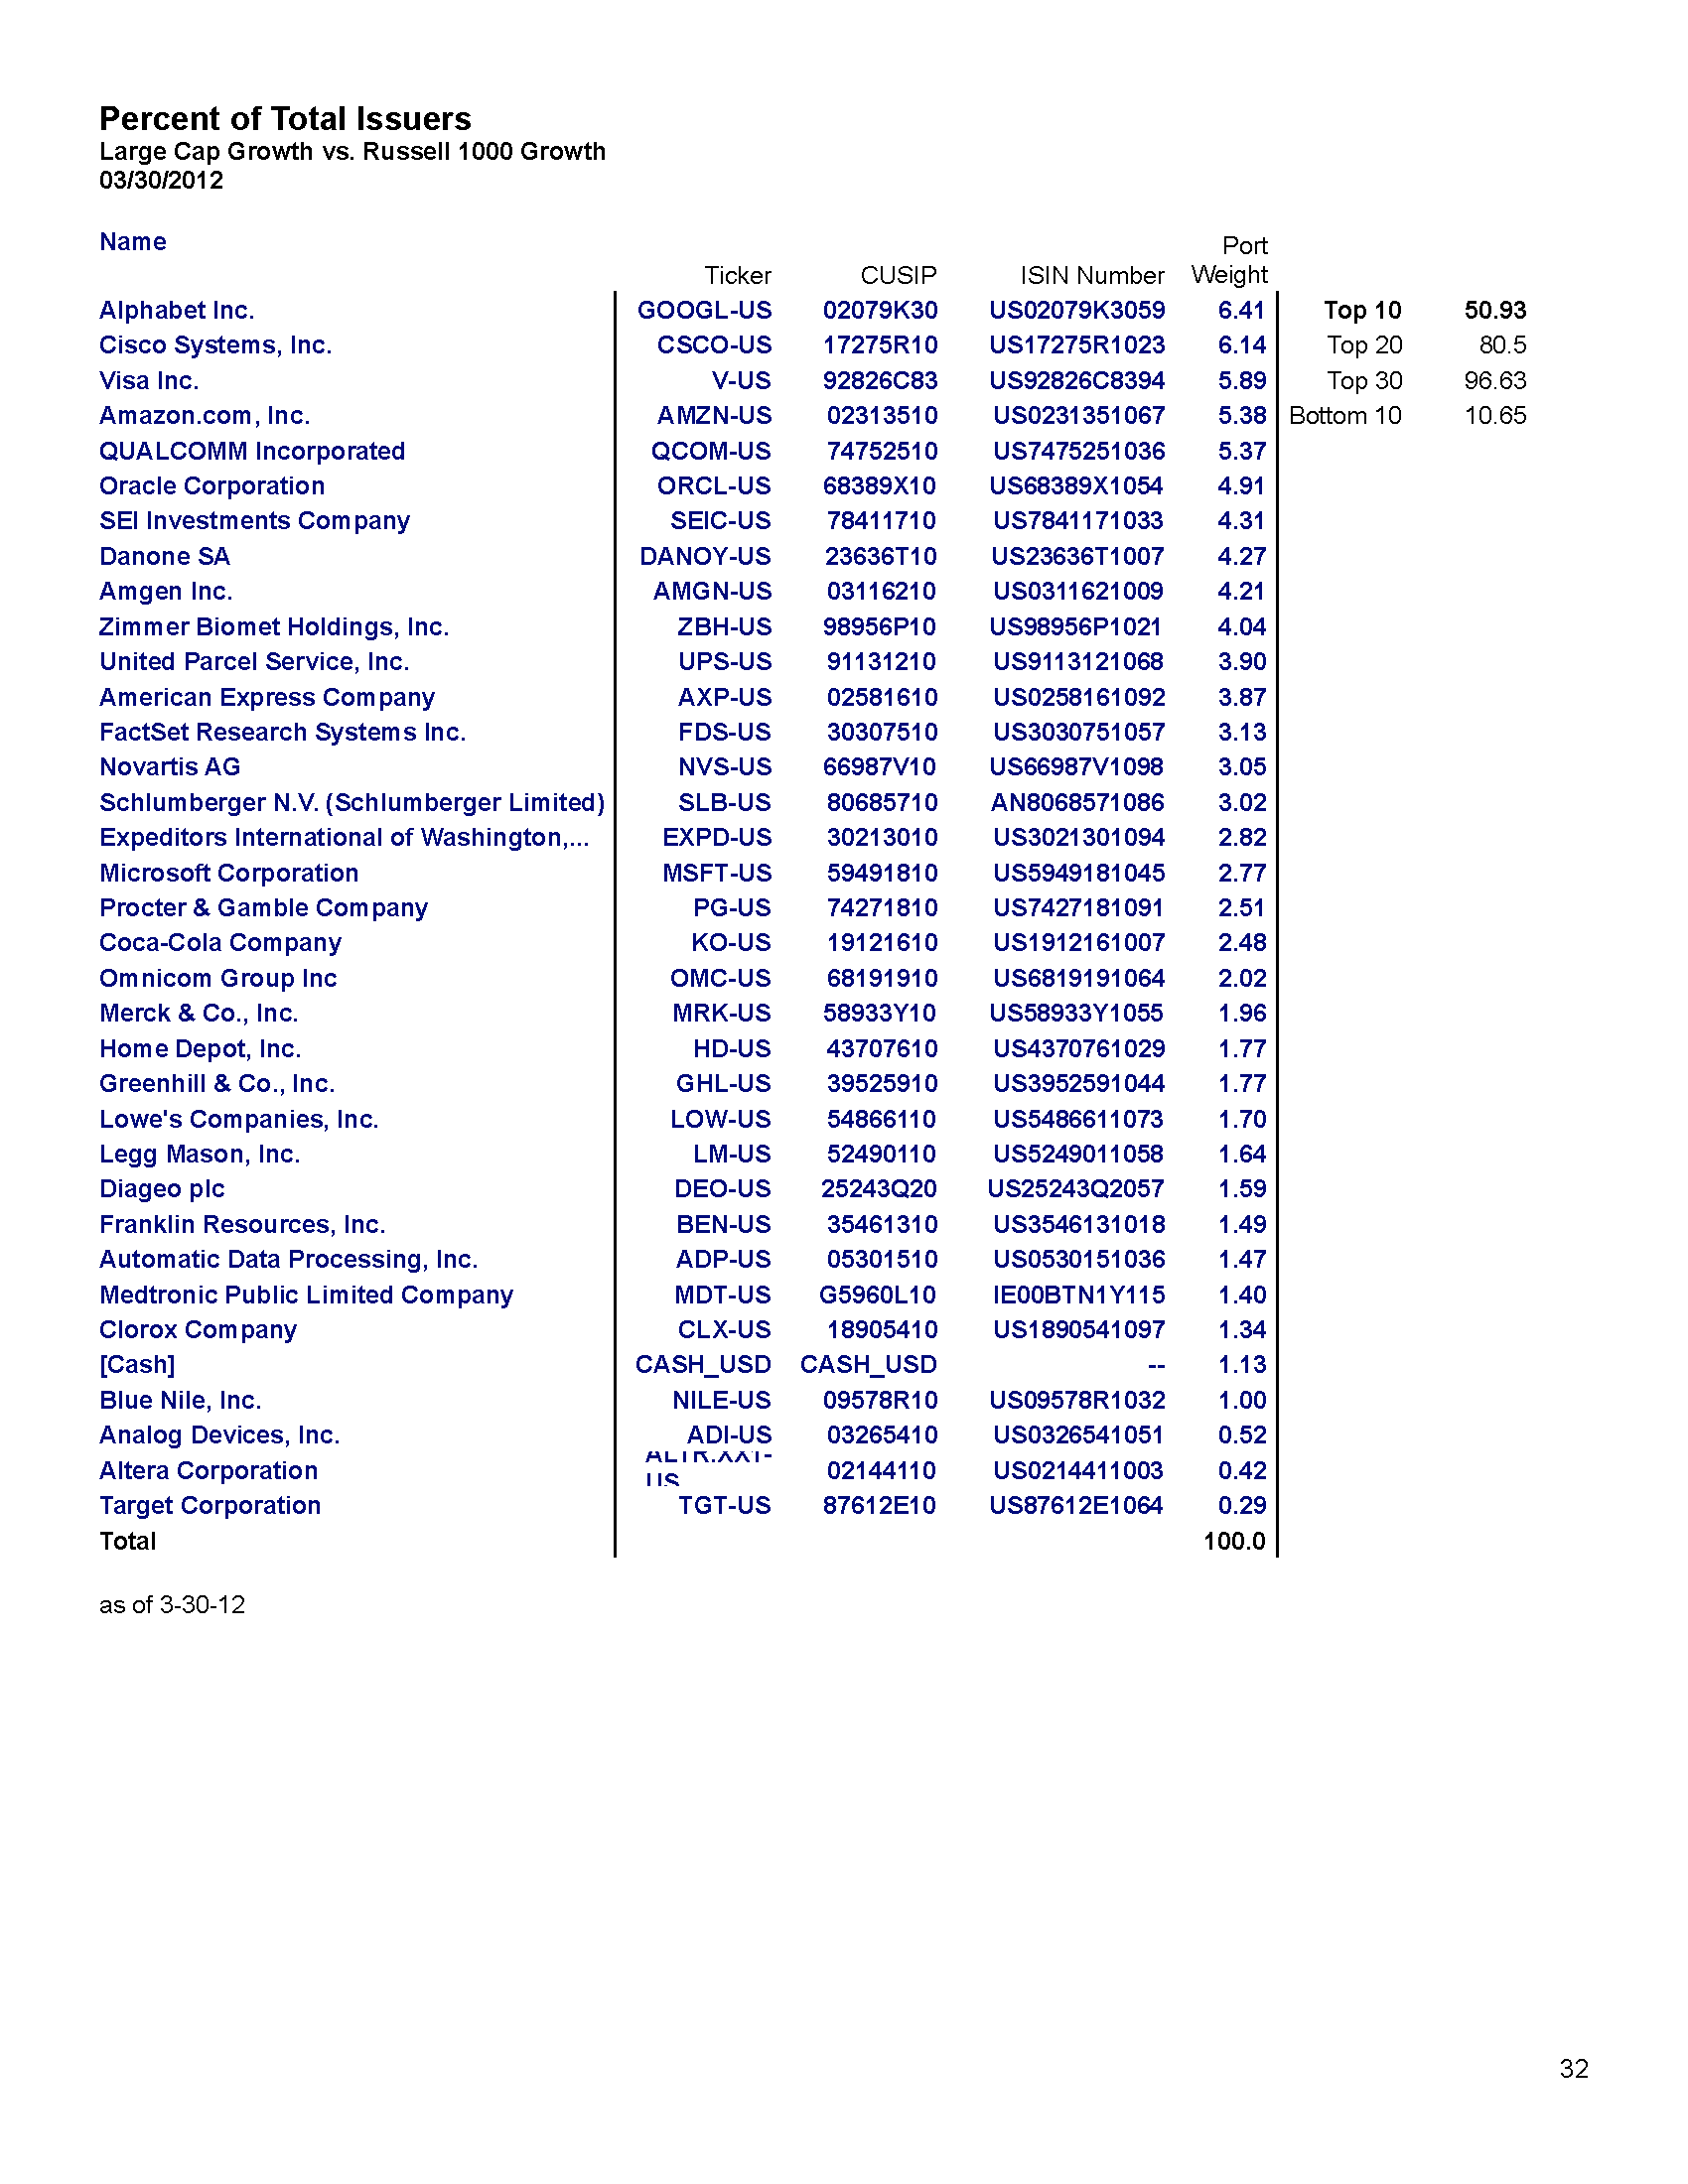 Percent of Total Issuers
Large Cap Growth vs. Russell 1000 Growth
03/30/2012
Name Ticker CUSIP ISIN Number Port Weight
Alphabet Inc. GOOGL-US 02079K30 US02079K3059 6.41 Top 10 50.93
Cisco Systems, Inc. CSCO-US 17275R10 US17275R1023 6.14 Top 20 80.5
Visa Inc. V-US 92826C83 US92826C8394 5.89 Top 30 96.63
Amazon.com, Inc. AMZN-US 02313510 US0231351067 5.38 Bottom 10 10.65
QUALCOMM Incorporated QCOM-US 74752510 US7475251036 5.37
Oracle Corporation ORCL-US 68389X10 US68389X1054 4.91
SEI Investments Company SEIC-US 78411710 US7841171033 4.31
Danone SA DANOY-US 23636T10 US23636T1007 4.27
Amgen Inc. AMGN-US 03116210 US0311621009 4.21
Zimmer Biomet Holdings, Inc. ZBH-US 98956P10 US98956P1021 4.04
United Parcel Service, Inc. UPS-US 91131210 US9113121068 3.90
American Express Company AXP-US 02581610 US0258161092 3.87
FactSet Research Systems Inc. FDS-US 30307510 US3030751057 3.13
Novartis AG NVS-US 66987V10 US66987V1098 3.05
Schlumberger N.V. (Schlumberger Limited) SLB-US 80685710 AN8068571086 3.02
Expeditors International of Washington,... EXPD-US 30213010 US3021301094 2.82
Microsoft Corporation MSFT-US 59491810 US5949181045 2.77
Procter & Gamble Company PG-US 74271810 US7427181091 2.51
Coca-Cola Company KO-US 19121610 US1912161007 2.48
Omnicom Group Inc OMC-US 68191910 US6819191064 2.02
Merck & Co., Inc. MRK-US 58933Y10 US58933Y1055 1.96
Home Depot, Inc. HD-US 43707610 US4370761029 1.77
Greenhill & Co., Inc. GHL-US 39525910 US3952591044 1.77
Lowe's Companies, Inc. LOW-US 54866110 US5486611073 1.70
Legg Mason, Inc. LM-US 52490110 US5249011058 1.64
Diageo plc DEO-US 25243Q20 US25243Q2057 1.59
Franklin Resources, Inc. BEN-US 35461310 US3546131018 1.49
Automatic Data Processing, Inc. ADP-US 05301510 US0530151036 1.47
Medtronic Public Limited Company MDT-US G5960L10 IE00BTN1Y115 1.40
Clorox Company CLX-US 18905410 US1890541097 1.34
[Cash] CASH_USD CASH_USD -- 1.13
Blue Nile, Inc. NILE-US 09578R10 US09578R1032 1.00
Analog Devices, Inc. ADI-US 03265410 US0326541051 0.52
Altera Corporation 02144110 US0214411003 0.42
Target Corporation TGT-US 87612E10 US87612E1064 0.29
Total 100.0
as of 3-30-12
32